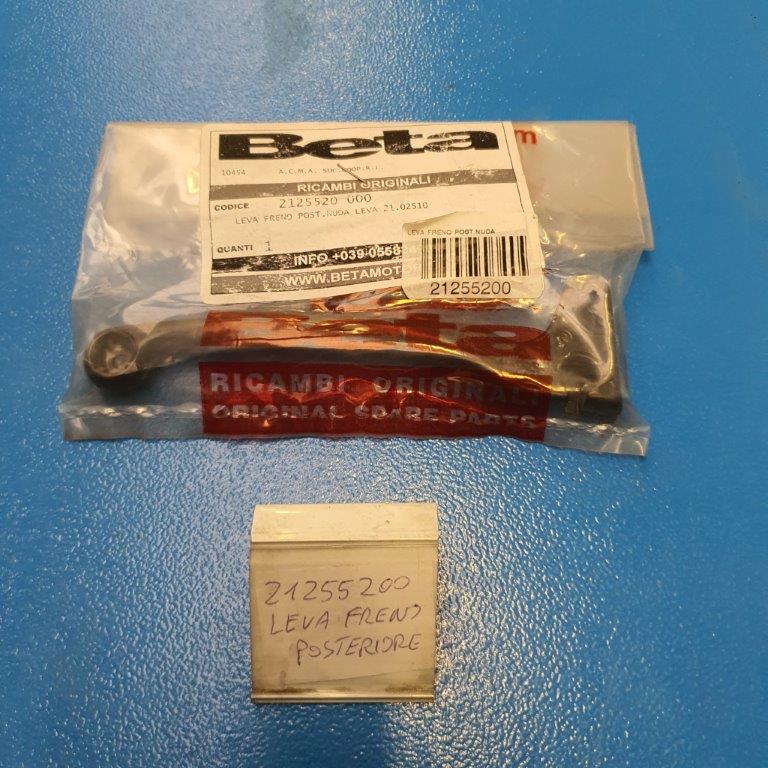 Beta
m
10454 A.C.M.A. SOC.COOP.R.L.
RICAMBI ORIGINALI
CODICE 2125520 000
LEVA FRENO POST.NUDA LEVA 21.02510
QUANTI 1
INFO +039 0558
WWW.BETAMOT
LEVA FRENO POST.NUDA
21255200
Beta
RICAMBI ORIGINALI
ORIGINAL SPARE PARTS
21255200
LEVA FRENO
POSTERIORE